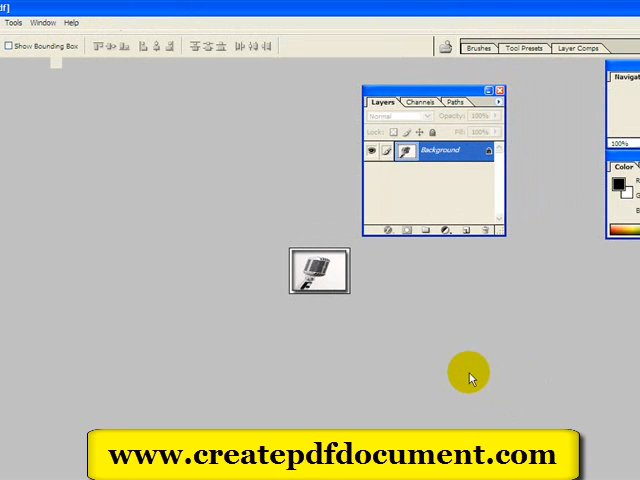 df]
Tools Window Help
Show Bounding Box
Brushes Tool Presets Layer Comps
Layers Channels Paths
Normal Opacity: 100%
Lock: Fill: 100%
Background
Navigat
100%
Color
R
G
B
www.createpdfdocument.com